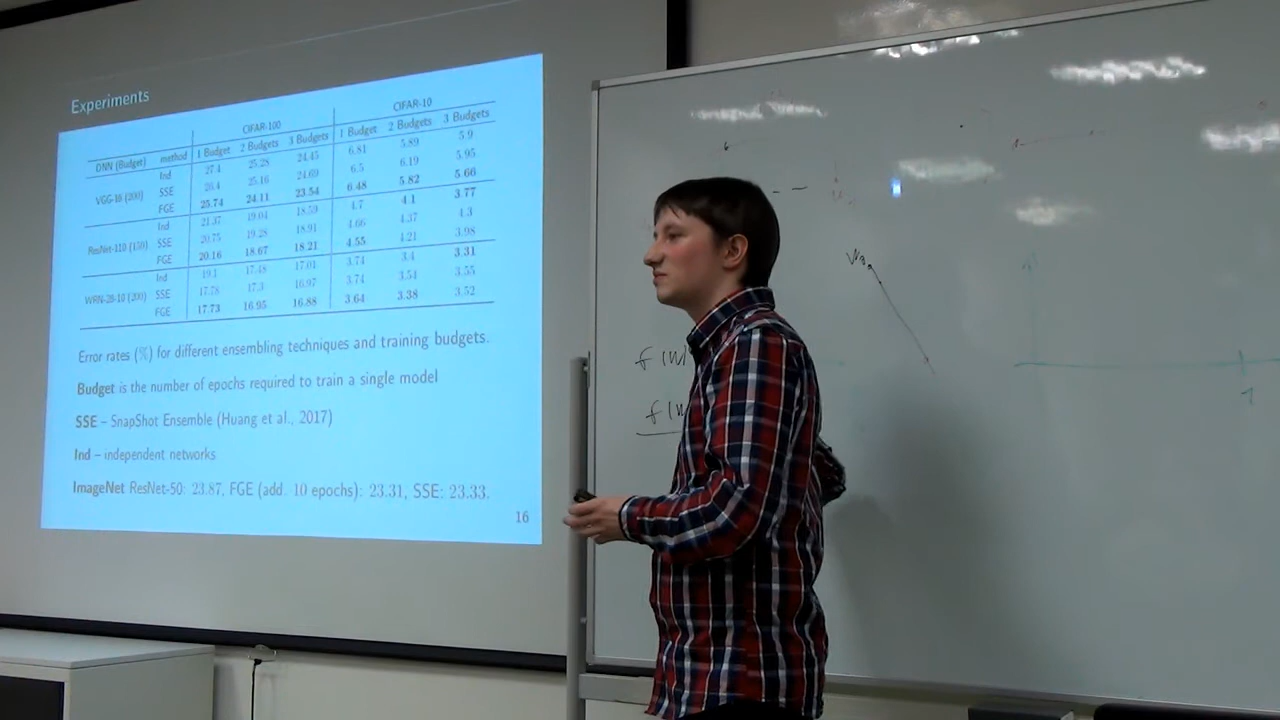 Experiments
CIFAR-100 CIFAR-10
DNN (Budget) method 1 Budget 2 Budgets 3 Budgets 1 Budget 2 Budgets 3 Budgets
Ind 27.4 25.28 24.45 6.81 5.89 5.9
VGG-16 (200) SSE 26.4 25.16 24.69 6.5 6.19 5.95
FGE 25.74 24.11 23.54 6.48 5.82 5.66
Ind 21.37 19.04 18.59 4.7 4.1 3.77
ResNet-110 (150) SSE 20.75 19.28 18.91 4.66 4.37 4.3
FGE 20.16 18.67 18.21 4.55 4.21 3.98
Ind 19.1 17.48 17.01 3.74 3.4 3.31
WRN-28-10 (200) SSE 17.78 17.3 16.97 3.74 3.54 3.55
FGE 17.73 16.95 16.88 3.64 3.38 3.52
Error rates (%) for different ensembling techniques and training budgets.
Budget is the number of epochs required to train a single model
SSE – SnapShot Ensemble (Huang et al., 2017)
Ind – independent networks
ImageNet ResNet-50: 23.87, FGE (add. 10 epochs): 23.31, SSE: 23.33.
16
f(w
f(w
1